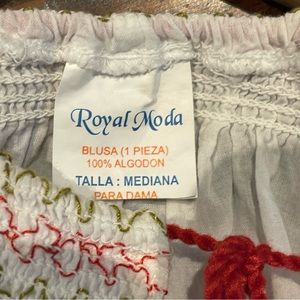 Royal Moda
BLUSA (1 PIEZA)
100% ALGODON
TALLA : MEDIANA
PARA DAMA